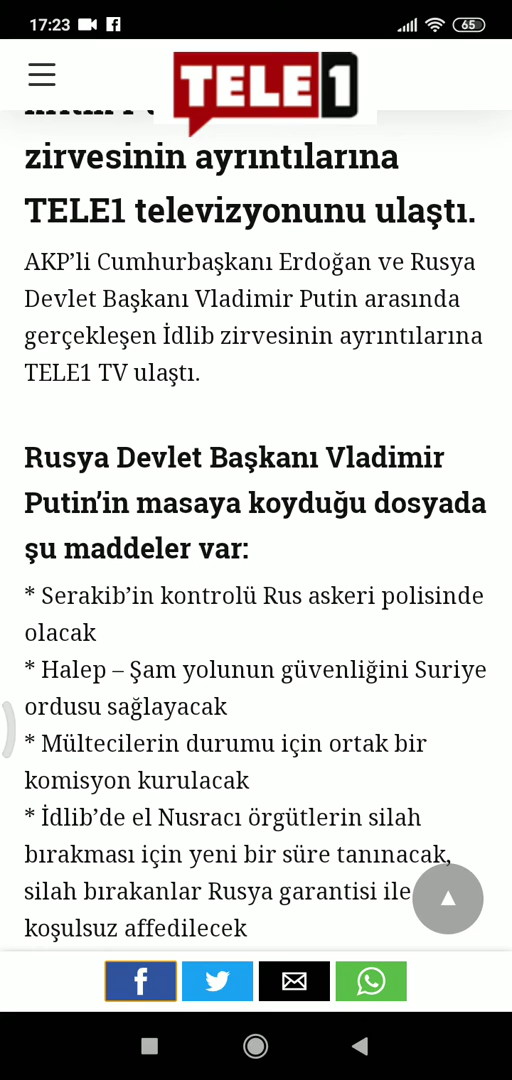 17:23
65
TELE1
zirvesinin ayrıntılarına
TELE1 televizyonunu ulaştı.
AKP’li Cumhurbaşkanı Erdoğan ve Rusya
Devlet Başkanı Vladimir Putin arasında
gerçekleşen İdlib zirvesinin ayrıntılarına
TELE1 TV ulaştı.
Rusya Devlet Başkanı Vladimir
Putin’in masaya koyduğu dosyada
şu maddeler var:
* Serakib’in kontrolü Rus askeri polisinde
olacak
* Halep – Şam yolunun güvenliğini Suriye
ordusu sağlayacak
* Mültecilerin durumu için ortak bir
komisyon kurulacak
* İdlib’de el Nusracı örgütlerin silah
bırakması için yeni bir süre tanınacak,
silah bırakanlar Rusya garantisi ile
koşulsuz affedilecek